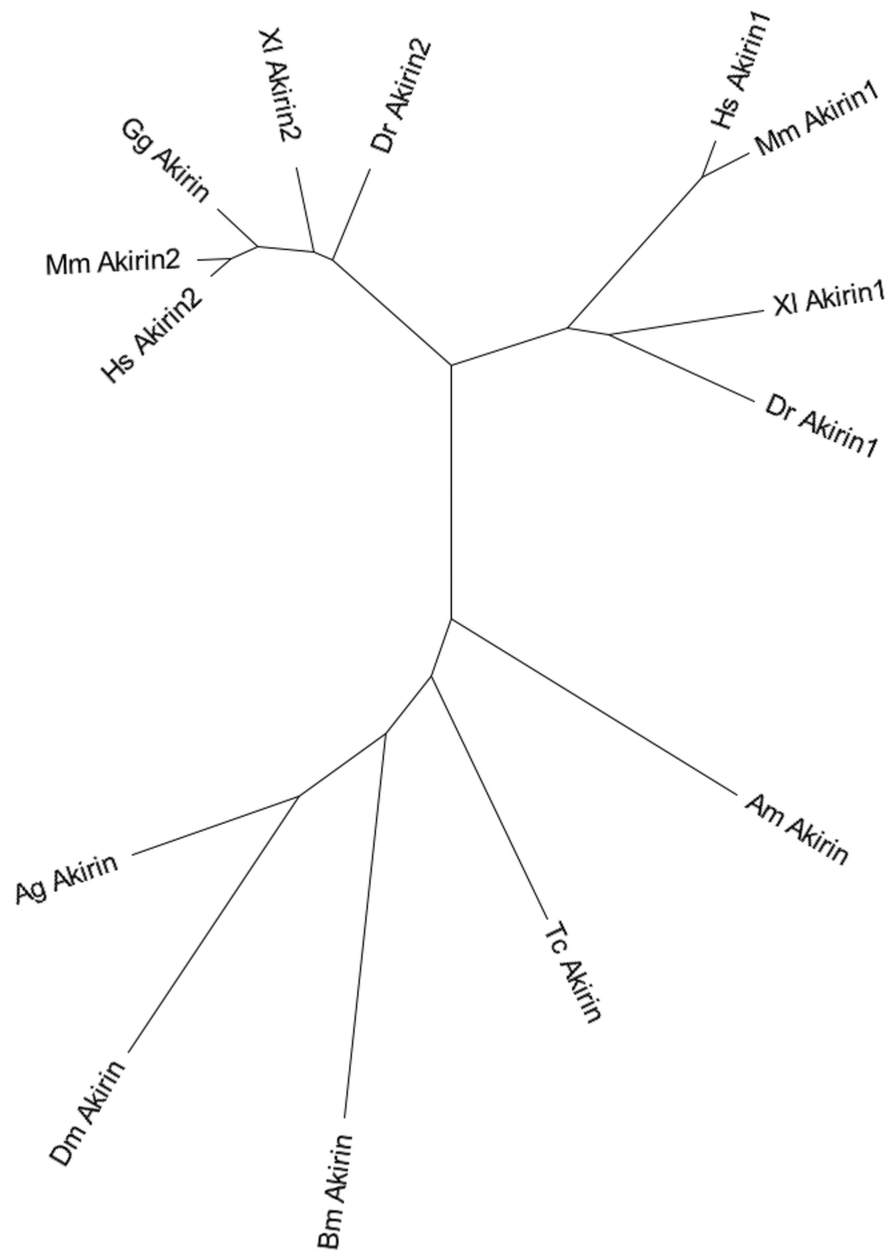 Xl Akirin2
Dr Akirin2
Hs Akirin1
Mm Akirin1
Gg Akirin
Mm Akirin2
Hs Akirin2
Xl Akirin1
Dr Akirin1
Am Akirin
Ag Akirin
Tc Akirin
Dm Akirin
Bm Akirin